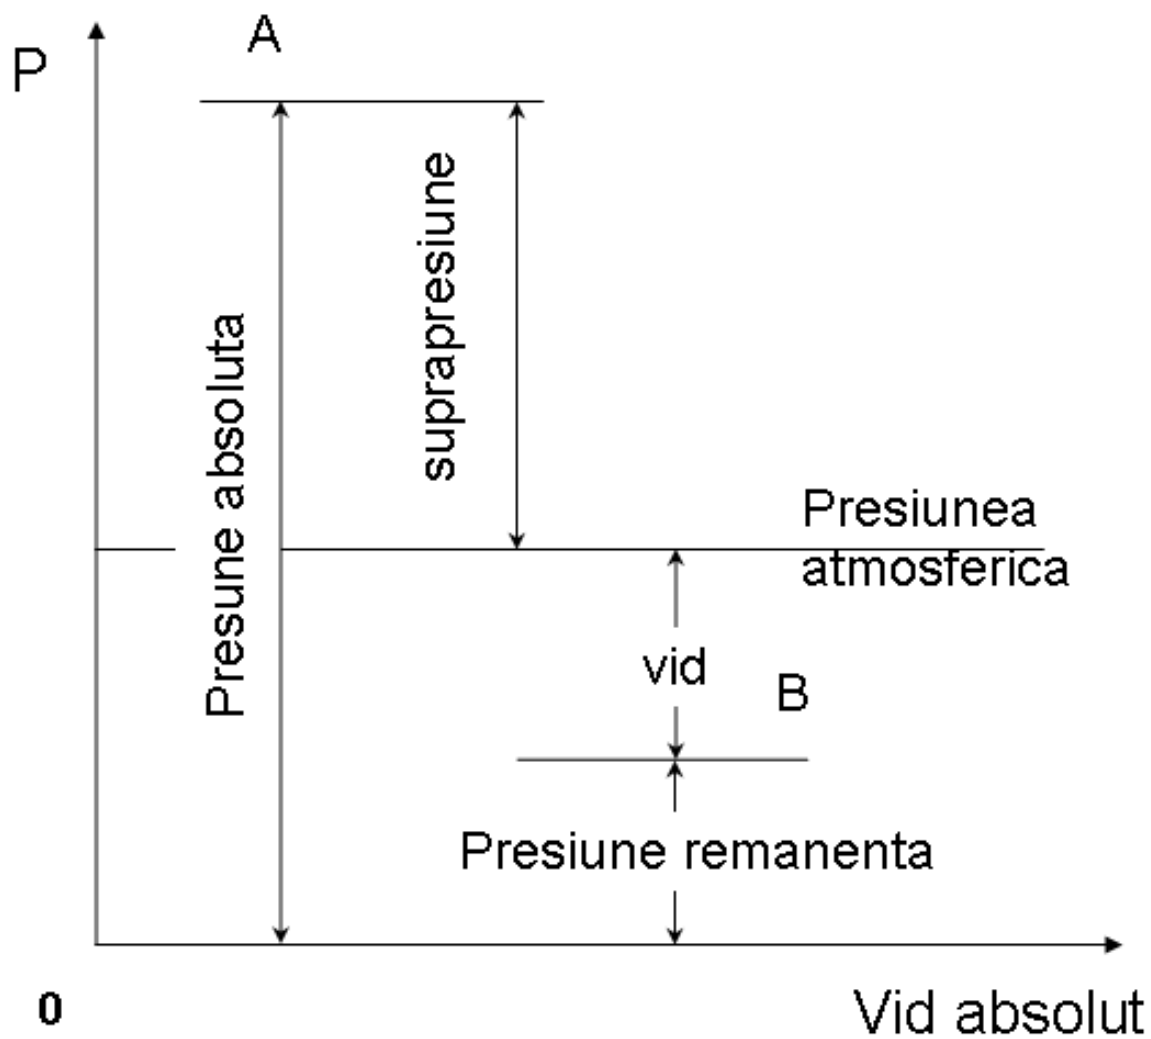 A
P
suprapresiune
Presune absoluta
Presiunea
atmosferica
vid
B
Presiune remanenta
0
Vid absolut